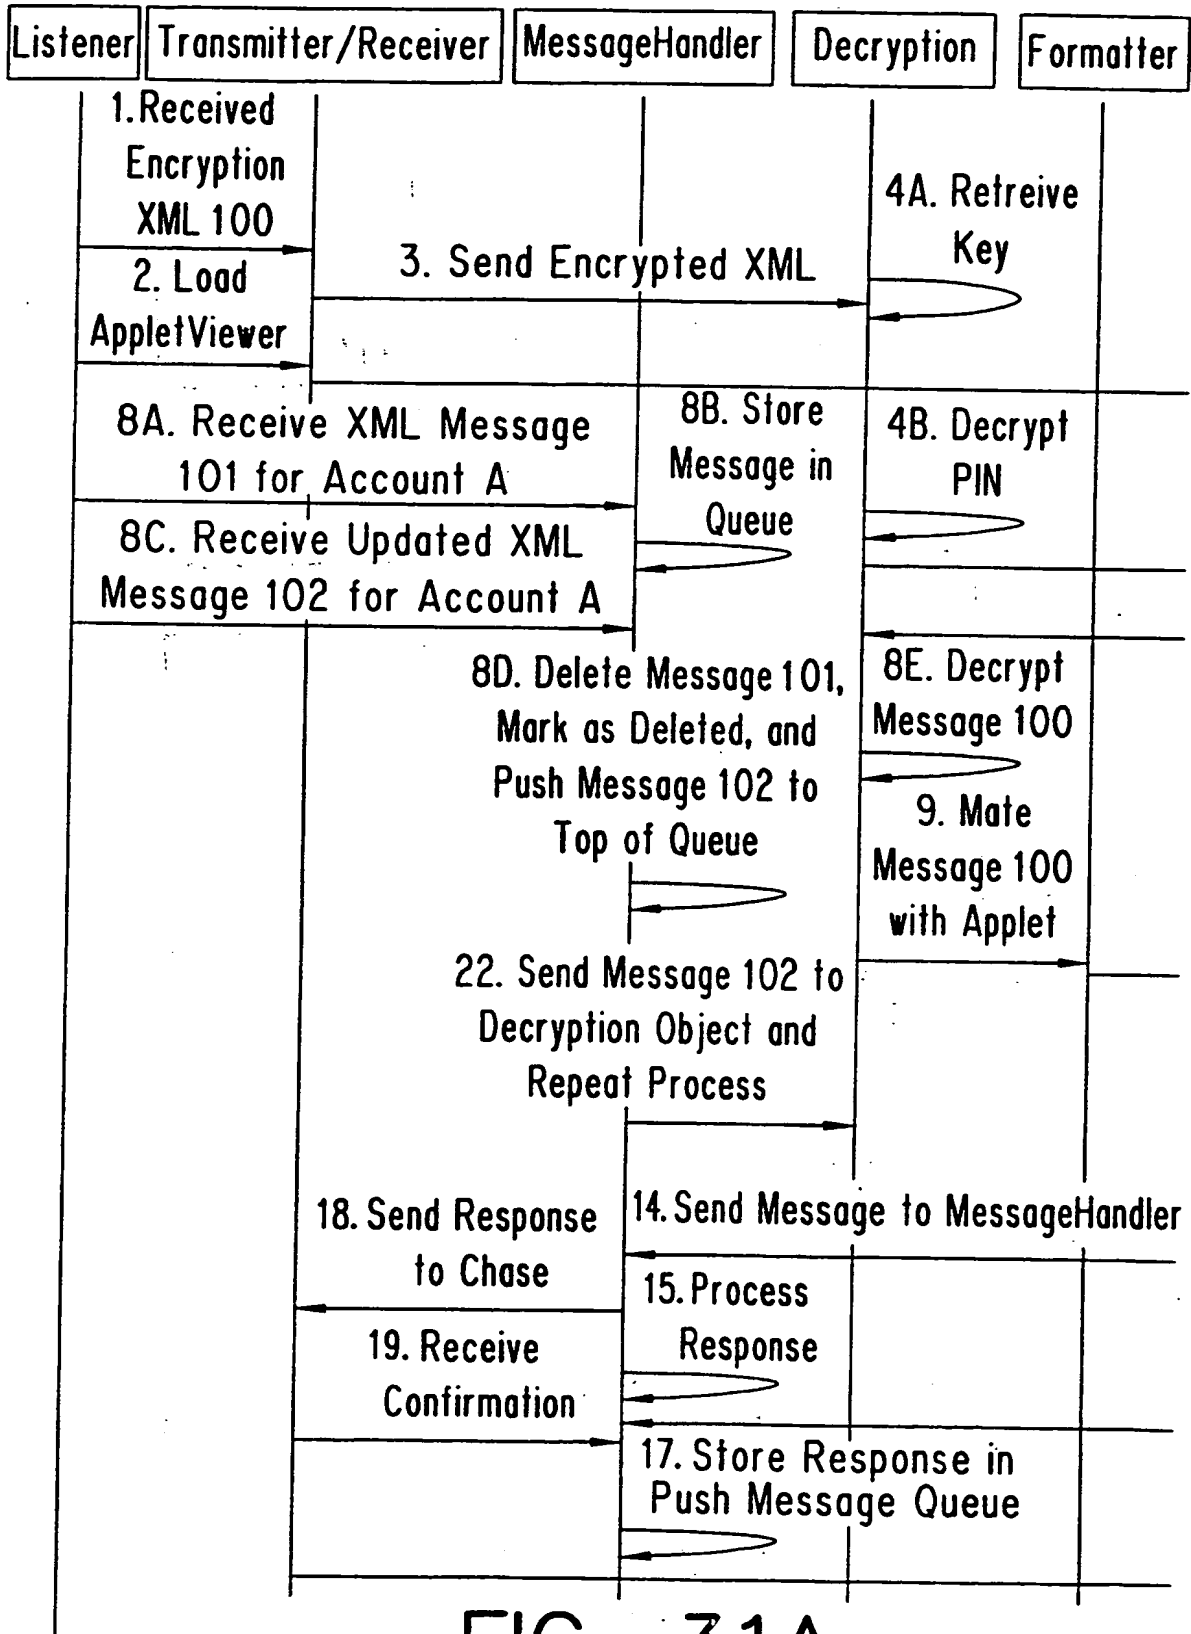 Listener
Transmitter/Receiver
MessageHandler
Decryption
Formatter
1. Received
Encryption
XML 100
2. Load
AppletViewer
3. Send Encrypted XML
4A. Retreive
Key
8A. Receive XML Message
101 for Account A
8B. Store
Message in
Queue
4B. Decrypt
PIN
8C. Receive Updated XML
Message 102 for Account A
8D. Delete Message 101,
Mark as Deleted, and
Push Message 102 to
Top of Queue
8E. Decrypt
Message 100
9. Mate
Message 100
with Applet
22. Send Message 102 to
Decryption Object and
Repeat Process
18. Send Response
to Chase
14. Send Message to MessageHandler
15. Process
Response
19. Receive
Confirmation
17. Store Response in
Push Message Queue
FIG. 31A